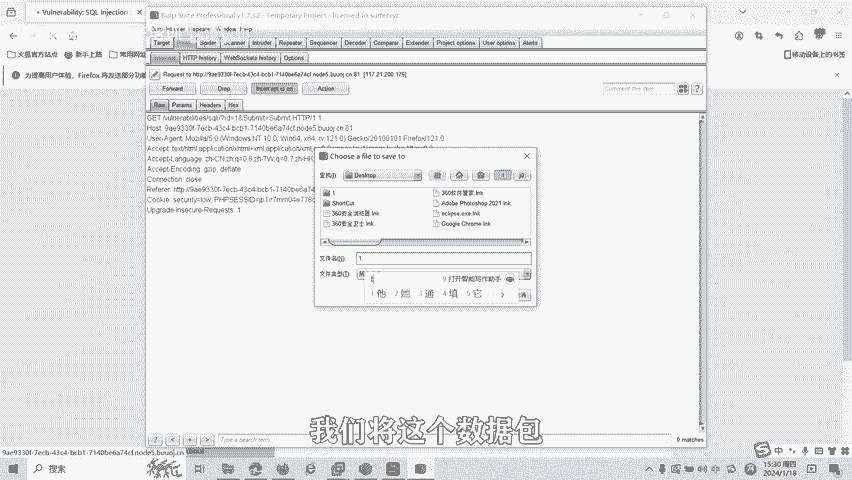 Vulnerability: SQL Injection
Burp Suite Professional v1.7.32 - Temporary Project - licensed to surferxyz
Burp Intruder Repeater Window Help
Target Proxy Spider Scanner Intruder Repeater Sequencer Decoder Comparer Extender Project options User options Alerts
火狐官方站点 新手上路 常用网址
移动设备上的书签
Intercept HTTP history WebSockets history Options
为提高用户体验，Firefox 将发送部分功能
Request to http://9ae9330f-7ecb-43c4-bcb1-7140be6a74cf.node5.buuoj.cn:81 [117.21.200.176]
Forward Drop Intercept is on Action
Comment this item
Raw Params Headers Hex
GET /vulnerabilities/sqli/?id=1&Submit=Submit HTTP/1.1
Host: 9ae9330f-7ecb-43c4-bcb1-7140be6a74cf.node5.buuoj.cn:81
User-Agent: Mozilla/5.0 (Windows NT 10.0; Win64; x64; rv:121.0) Gecko/20100101 Firefox/121.0
Accept: text/html,application/xhtml+xml,application/xml
Accept-Language: zh-CN,zh;q=0.8,zh-TW;q=0.7,zh-HK
Accept-Encoding: gzip, deflate
Connection: close
Referer: http://9ae9330f-7ecb-43c4-bcb1-7140be6a74
Cookie: security=low; PHPSESSID=
Upgrade-Insecure-Requests: 1
Choose a file to save to
Desktop
1
360软件管家.lnk
ShortCut
Adobe Photoshop 2021.lnk
360安全浏览器.lnk
eclipse.exe.lnk
360安全卫士.lnk
Google Chrome.lnk
文件名(N): 1.
文件类型(T):
t
9 打开智能写作助手
1 他 2 她 3 通 4 填 5 它
我们将这个数据包
Type a search term
0 matches
9ae9330f-7ecb-43c4-bcb1-7140be6a74cf.node5.buuoj.cn
搜索
中
15:30 周四
2024/1/18